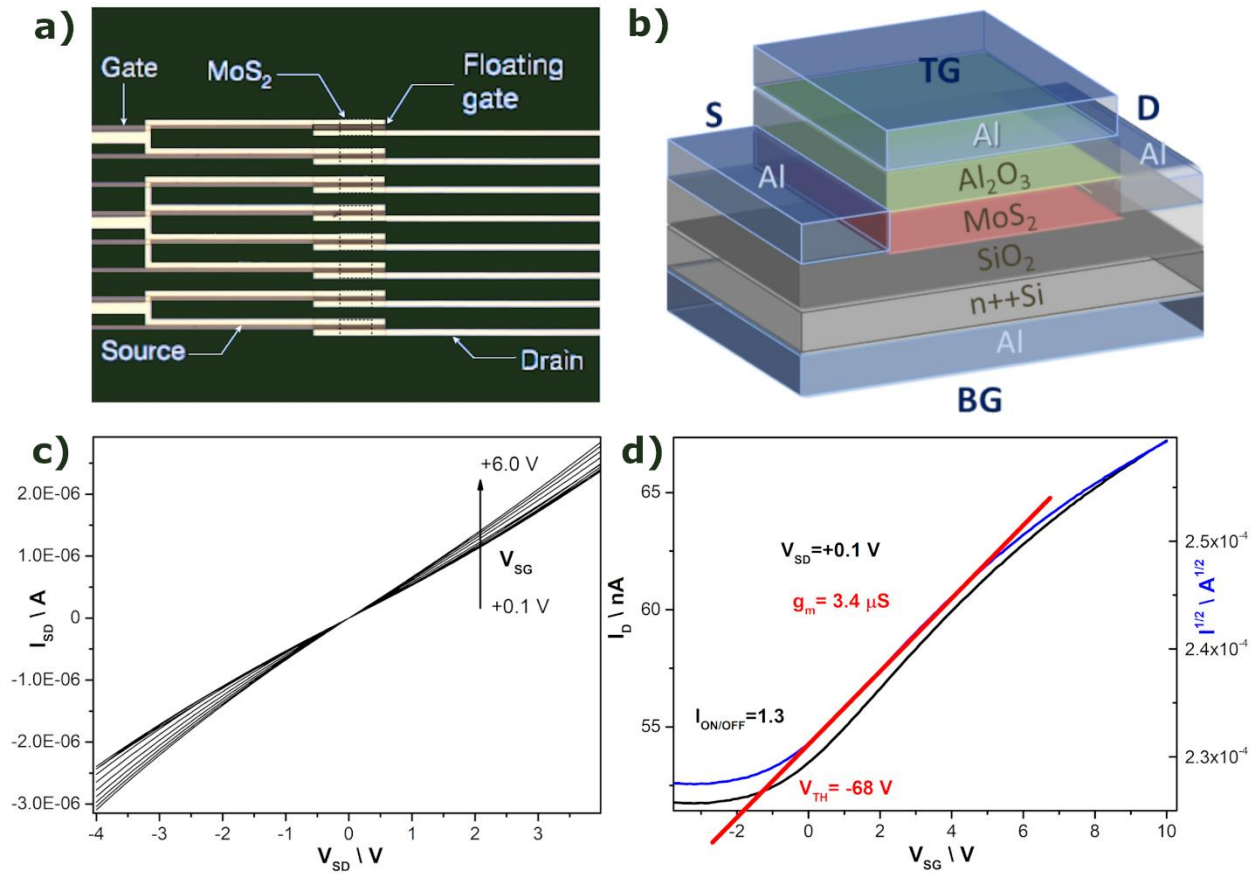 a)
Gate
MoS₂
Floating
gate
Source
Drain
b)
TG
S
D
Al
Al
Al
Al₂O₃
MoS₂
SiO₂
n++Si
Al
BG
c)
+6.0 V
V_SG
+0.1 V
2.0E-06
1.0E-06
0
-1.0E-06
-2.0E-06
-3.0E-06
I_SD \ A
-4 -3 -2 -1 0 1 2 3
V_SD \ V
d)
V_SD=+0.1 V
g_m= 3.4 μS
I_ON/OFF=1.3
V_TH= -68 V
65
60
55
I_D \ nA
2.5x10⁻⁴
2.4x10⁻⁴
2.3x10⁻⁴
I^1/2 \ A^1/2
-2 0 2 4 6 8 10
V_SG \ V